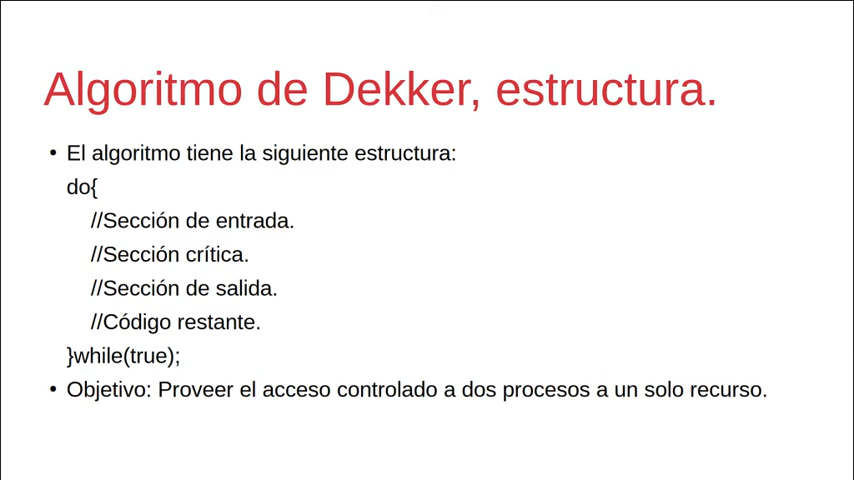 Algoritmo de Dekker, estructura.
• El algoritmo tiene la siguiente estructura:
do{
//Sección de entrada.
//Sección crítica.
//Sección de salida.
//Código restante.
}while(true);
• Objetivo: Proveer el acceso controlado a dos procesos a un solo recurso.